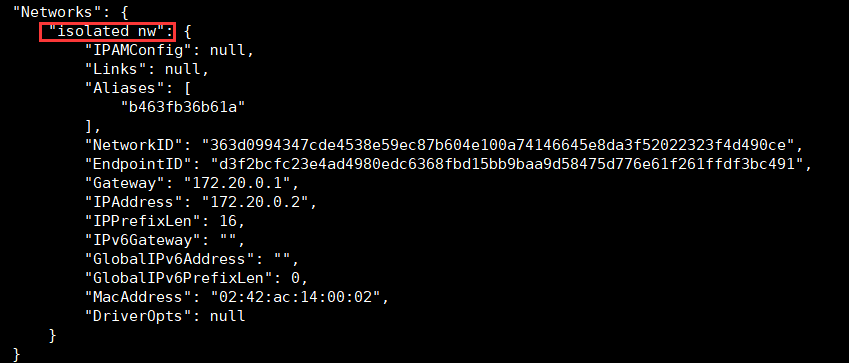 "Networks": {
    "isolated nw": {
        "IPAMConfig": null,
        "Links": null,
        "Aliases": [
            "b463fb36b61a"
        ],
        "NetworkID": "363d0994347cde4538e59ec87b604e100a74146645e8da3f52022323f4d490ce",
        "EndpointID": "d3f2bcfc23e4ad4980edc6368fbd15bb9baa9d58475d776e61f261ffdf3bc491",
        "Gateway": "172.20.0.1",
        "IPAddress": "172.20.0.2",
        "IPPrefixLen": 16,
        "IPv6Gateway": "",
        "GlobalIPv6Address": "",
        "GlobalIPv6PrefixLen": 0,
        "MacAddress": "02:42:ac:14:00:02",
        "DriverOpts": null
    }
}